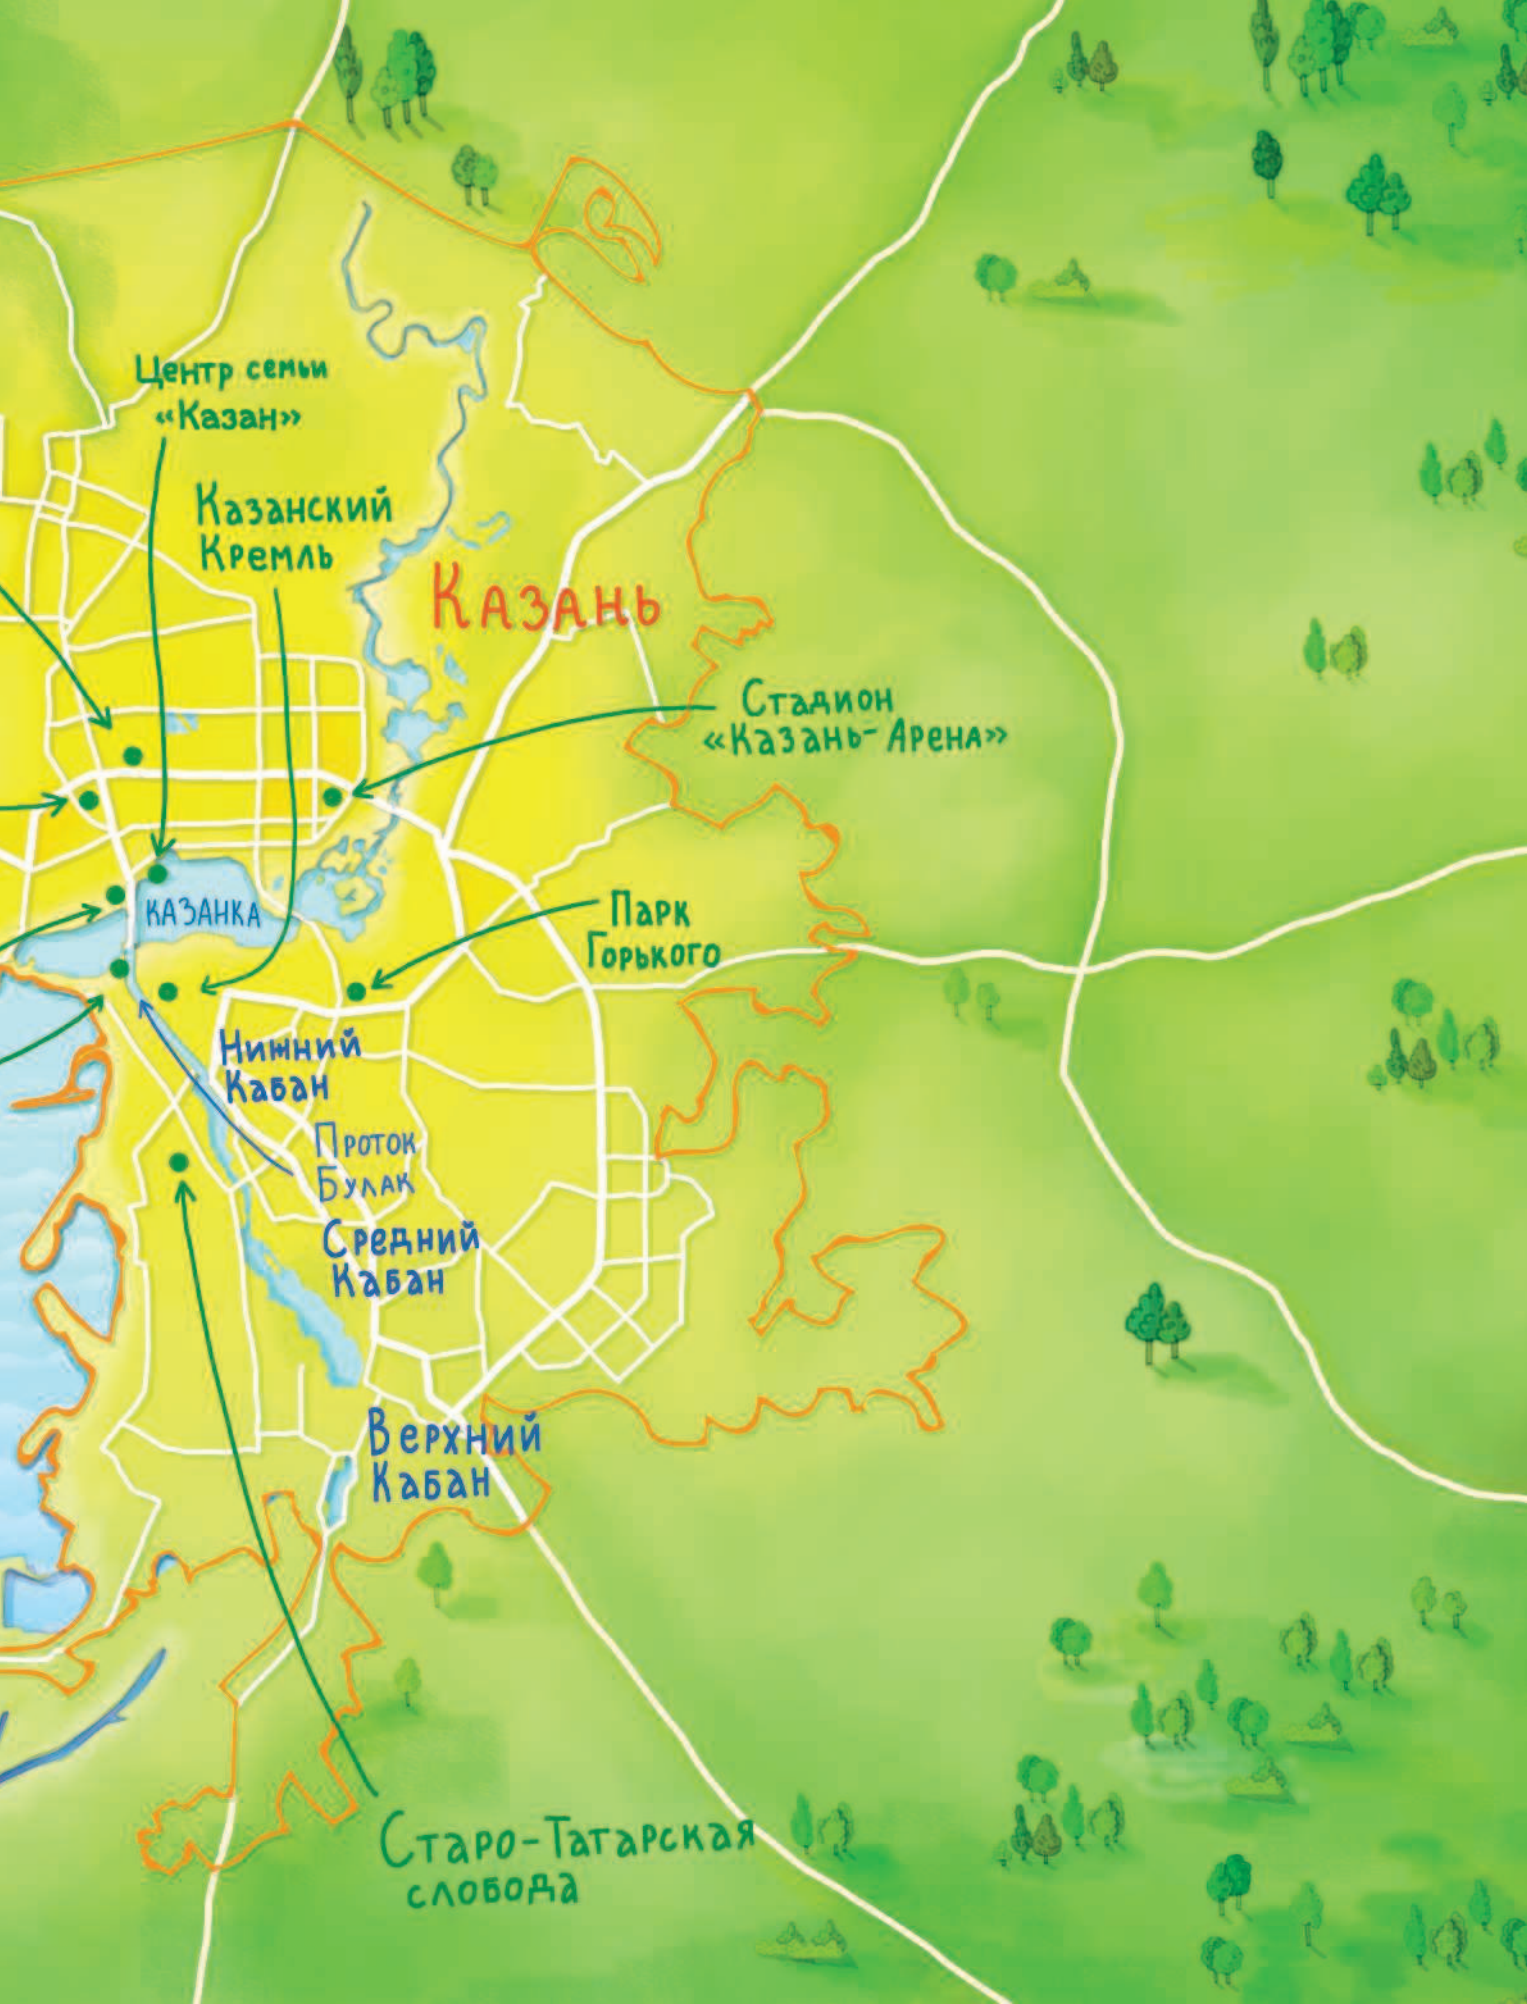 Центр семьи
«Казан»
Казанский
Кремль
Казань
Стадион
«Казань-Арена»
КАЗАНКА
Парк
Горького
Нижний
Кабан
Проток
Булак
Средний
Кабан
Верхний
Кабан
Старо-Татарская
слобода